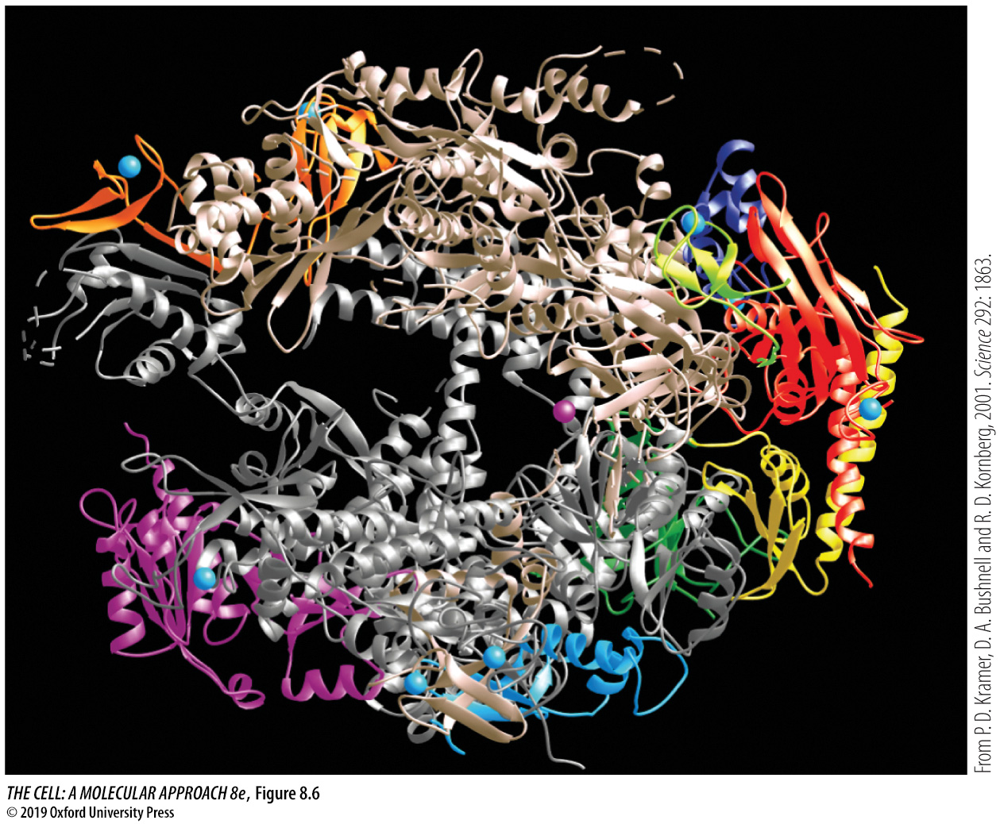 From P. D. Kramer, D. A. Bushnell and R. D. Kornberg, 2001. Science 292: 1863.
THE CELL: A MOLECULAR APPROACH 8e, Figure 8.6
© 2019 Oxford University Press